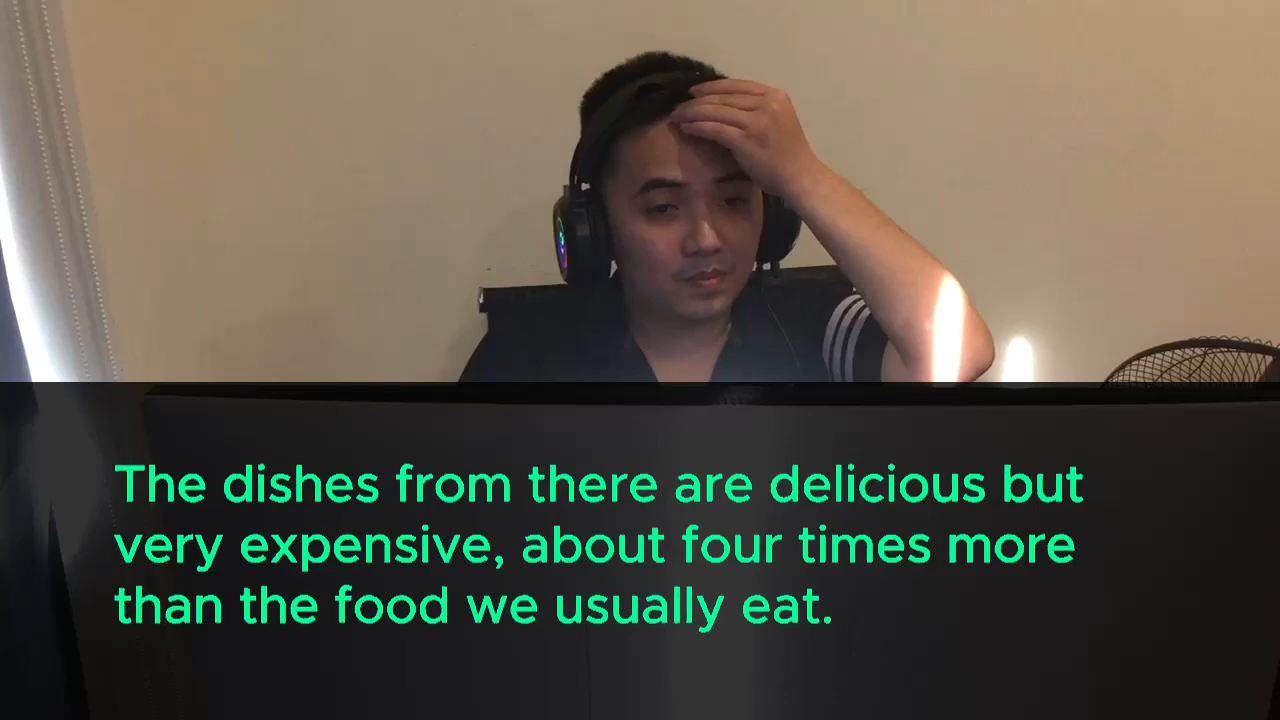 The dishes from there are delicious but
very expensive, about four times more
than the food we usually eat.